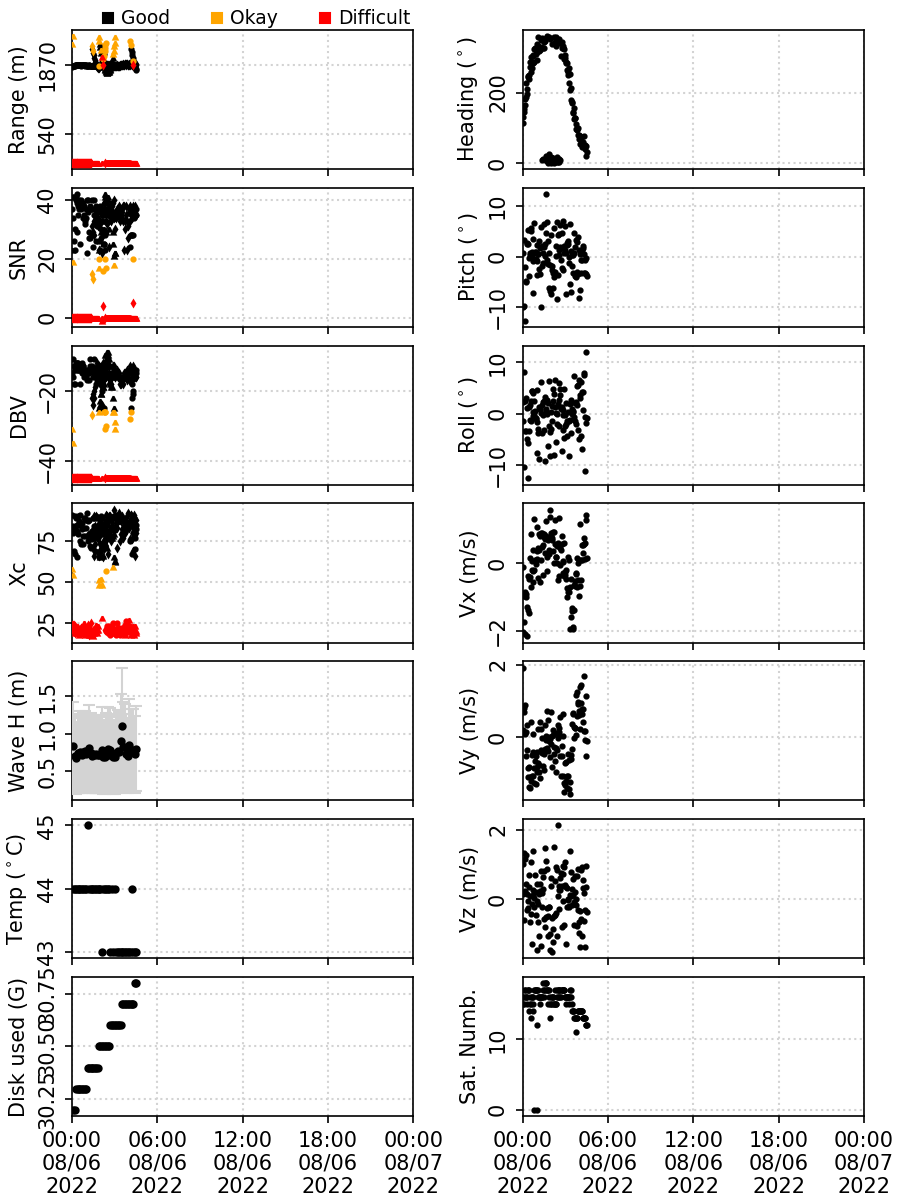 Good Okay Difficult
Range (m)
1870
540
Heading (°)
200
0
SNR
40
20
0
Pitch (°)
10
0
−10
DBV
−20
−40
Roll (°)
10
0
−10
Xc
75
50
25
Vx (m/s)
0
−2
Wave H (m)
1.5
1.0
0.5
Vy (m/s)
2
0
Temp (°C)
45
44
43
Vz (m/s)
2
0
Disk used (G)
30.75
30.50
30.25
Sat. Numb.
10
0
00:00 06:00 12:00 18:00 00:00
08/06 08/06 08/06 08/06 08/07
2022 2022 2022 2022 2022
00:00 06:00 12:00 18:00 00:00
08/06 08/06 08/06 08/06 08/07
2022 2022 2022 2022 2022